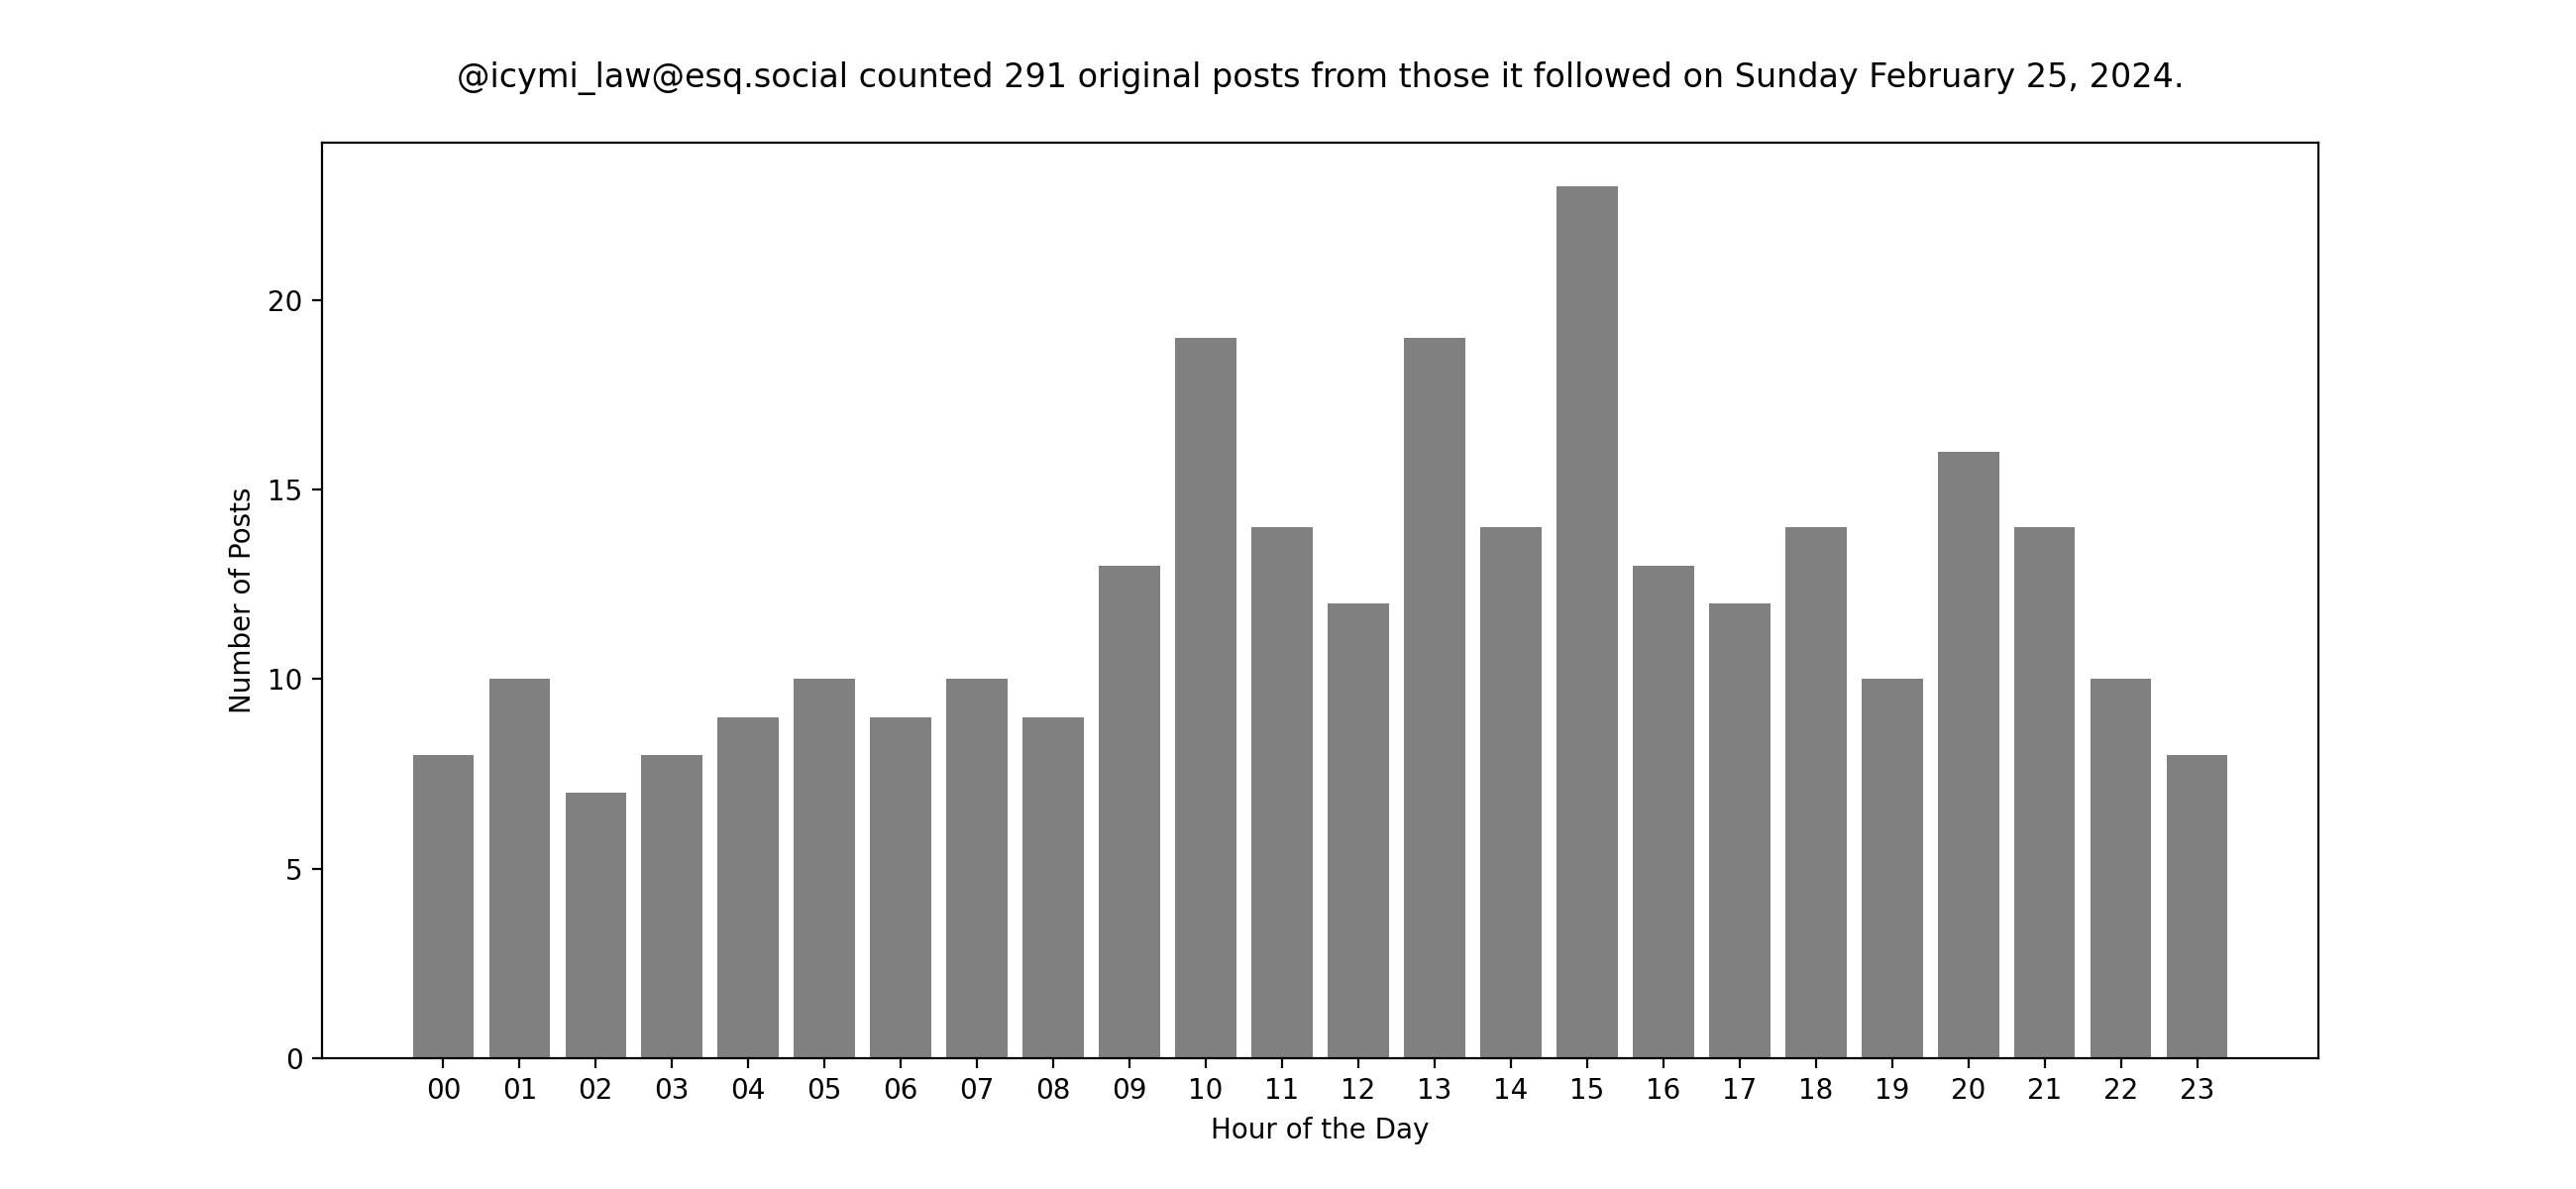 @icymi_law@esq.social counted 291 original posts from those it followed on Sunday February 25, 2024.
Number of Posts
20
15
10
5
0
00 01 02 03 04 05 06 07 08 09 10 11 12 13 14 15 16 17 18 19 20 21 22 23
Hour of the Day